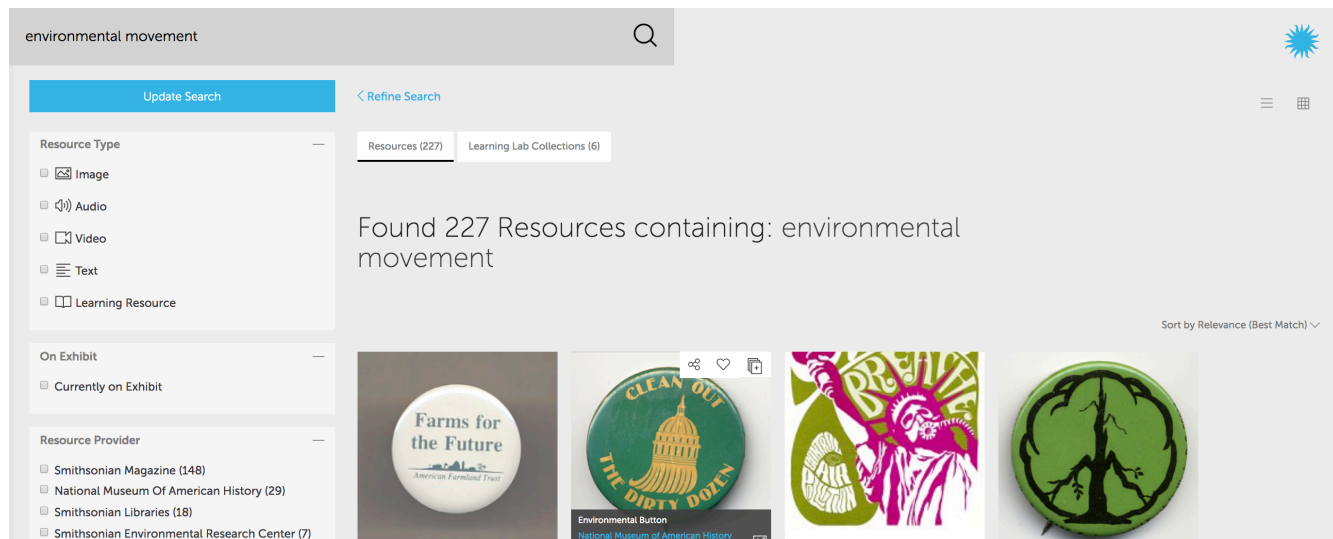 environmental movement
Update Search
Refine Search
Resource Type
Image
Audio
Video
Text
Learning Resource
On Exhibit
Currently on Exhibit
Resource Provider
Smithsonian Magazine (148)
National Museum Of American History (29)
Smithsonian Libraries (18)
Smithsonian Environmental Research Center (7)
Resources (227)
Learning Lab Collections (6)
Found 227 Resources containing: environmental
movement
Sort by Relevance (Best Match)
Farms for
the Future
American Farmland Trust
CLEAN OUT
THE DIRTY DOZEN
Environmental Button
National Museum of American History
BREATHE